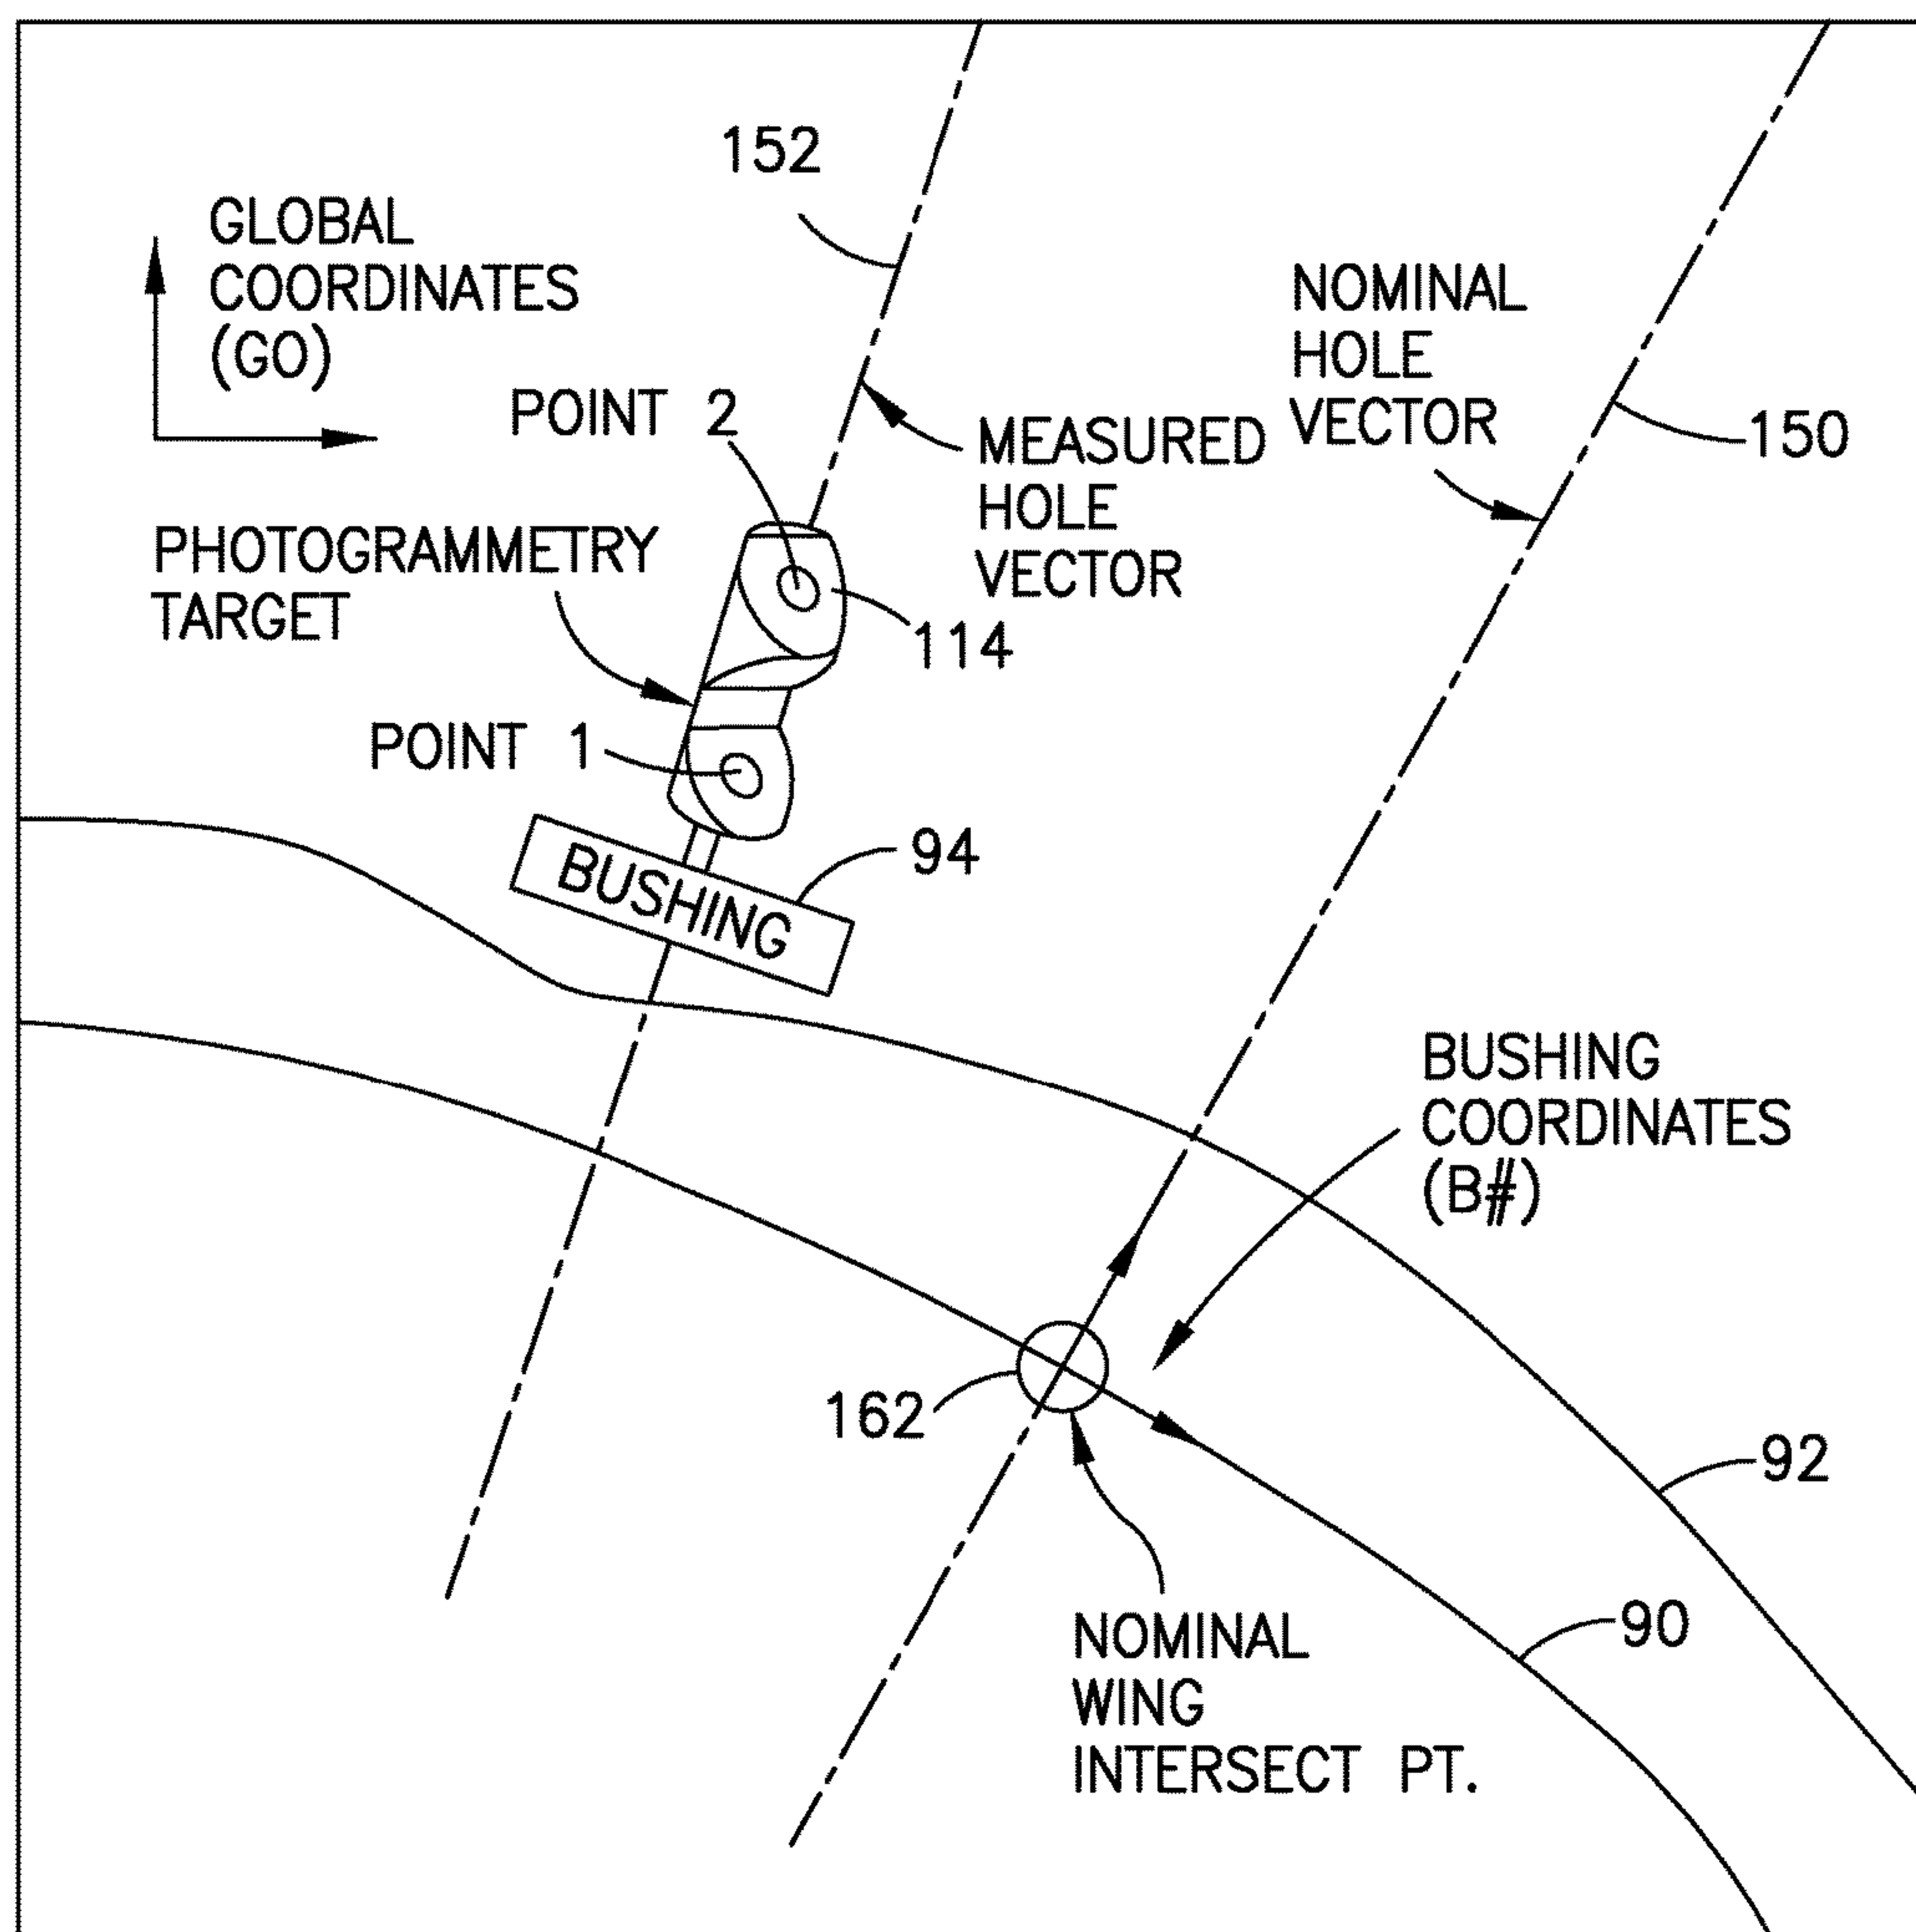 152
GLOBAL
COORDINATES
(GO)
NOMINAL
HOLE
VECTOR
150
POINT 2
MEASURED
HOLE
VECTOR
PHOTOGRAMMETRY
TARGET
114
POINT 1
94
BUSHING
BUSHING
COORDINATES
(B#)
162
92
90
NOMINAL
WING
INTERSECT PT.